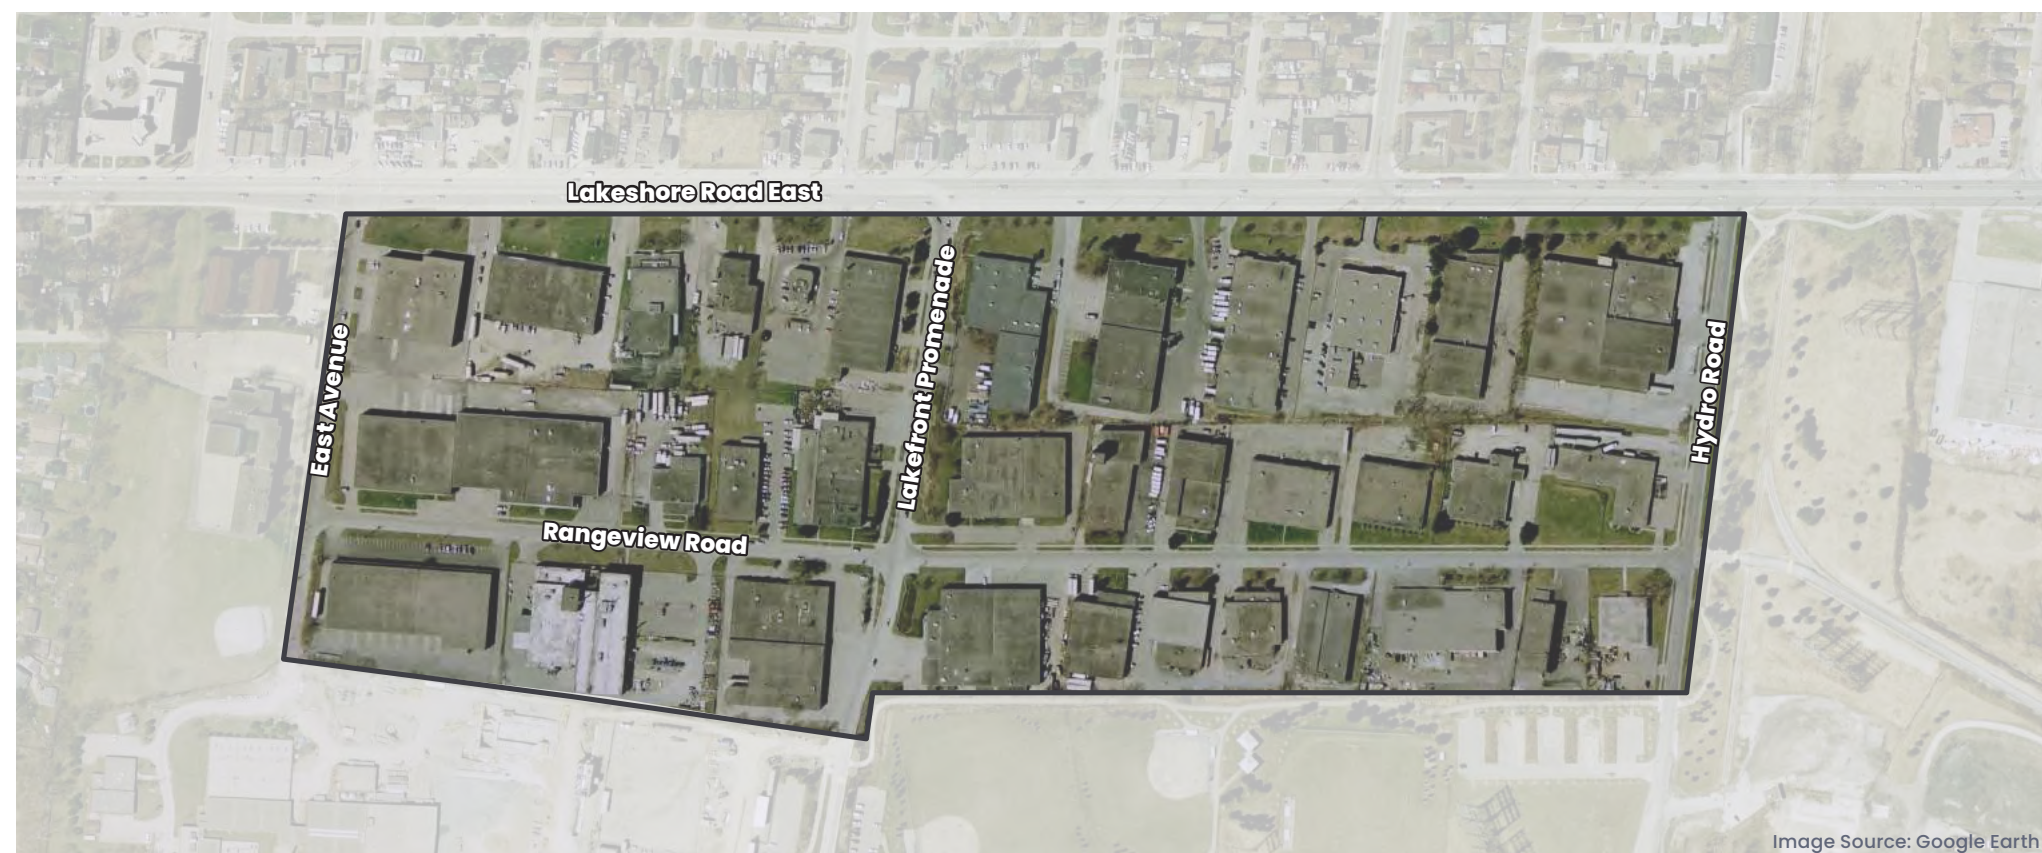 Lakeshore Road East
East Avenue
Lakefront Promenade
Hydro Road
Rangeview Road
Image Source: Google Earth